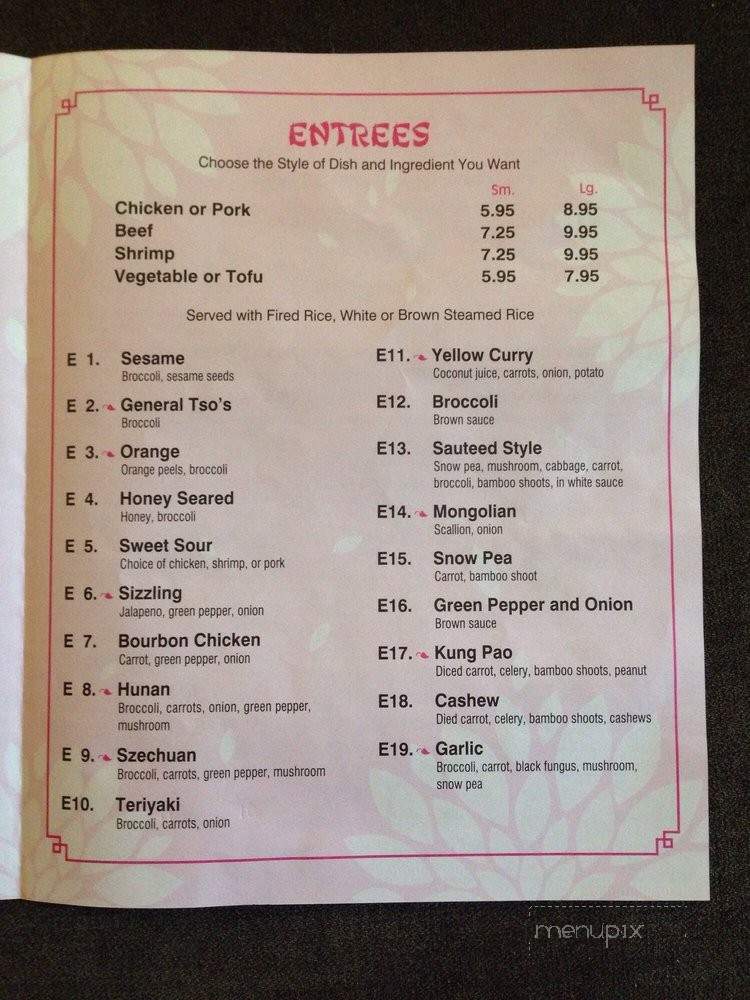 ENTREES
Choose the Style of Dish and Ingredient You Want
Sm. Lg.
Chicken or Pork 5.95 8.95
Beef 7.25 9.95
Shrimp 7.25 9.95
Vegetable or Tofu 5.95 7.95
Served with Fired Rice, White or Brown Steamed Rice
E 1. Sesame
Broccoli, sesame seeds
E 2. General Tso's
Broccoli
E 3. Orange
Orange peels, broccoli
E 4. Honey Seared
Honey, broccoli
E 5. Sweet Sour
Choice of chicken, shrimp, or pork
E 6. Sizzling
Jalapeno, green pepper, onion
E 7. Bourbon Chicken
Carrot, green pepper, onion
E 8. Hunan
Broccoli, carrots, onion, green pepper,
mushroom
E 9. Szechuan
Broccoli, carrots, green pepper, mushroom
E10. Teriyaki
Broccoli, carrots, onion
E11. Yellow Curry
Coconut juice, carrots, onion, potato
E12. Broccoli
Brown sauce
E13. Sauteed Style
Snow pea, mushroom, cabbage, carrot,
broccoli, bamboo shoots, in white sauce
E14. Mongolian
Scallion, onion
E15. Snow Pea
Carrot, bamboo shoot
E16. Green Pepper and Onion
Brown sauce
E17. Kung Pao
Diced carrot, celery, bamboo shoots, peanut
E18. Cashew
Died carrot, celery, bamboo shoots, cashews
E19. Garlic
Broccoli, carrot, black fungus, mushroom,
snow pea
menupix